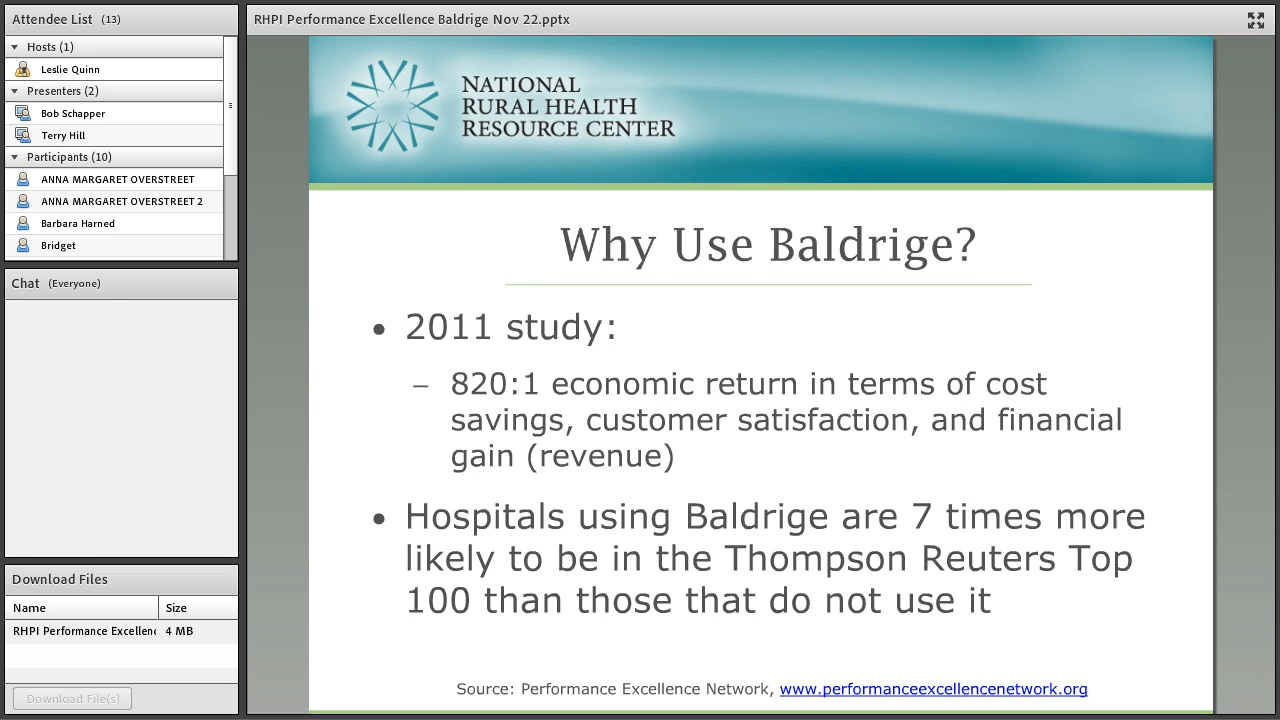 Attendee List (13)
Hosts (1)
Leslie Quinn
Presenters (2)
Bob Schapper
Terry Hill
Participants (10)
ANNA MARGARET OVERSTREET
ANNA MARGARET OVERSTREET 2
Barbara Harned
Bridget
Chat (Everyone)
Download Files
Name Size
RHPI Performance Excellenc 4 MB
Download File(s)
RHPI Performance Excellence Baldrige Nov 22.pptx
NATIONAL
RURAL HEALTH
RESOURCE CENTER
Why Use Baldrige?
• 2011 study:
– 820:1 economic return in terms of cost
savings, customer satisfaction, and financial
gain (revenue)
• Hospitals using Baldrige are 7 times more
likely to be in the Thompson Reuters Top
100 than those that do not use it
Source: Performance Excellence Network, www.performanceexcellencenetwork.org